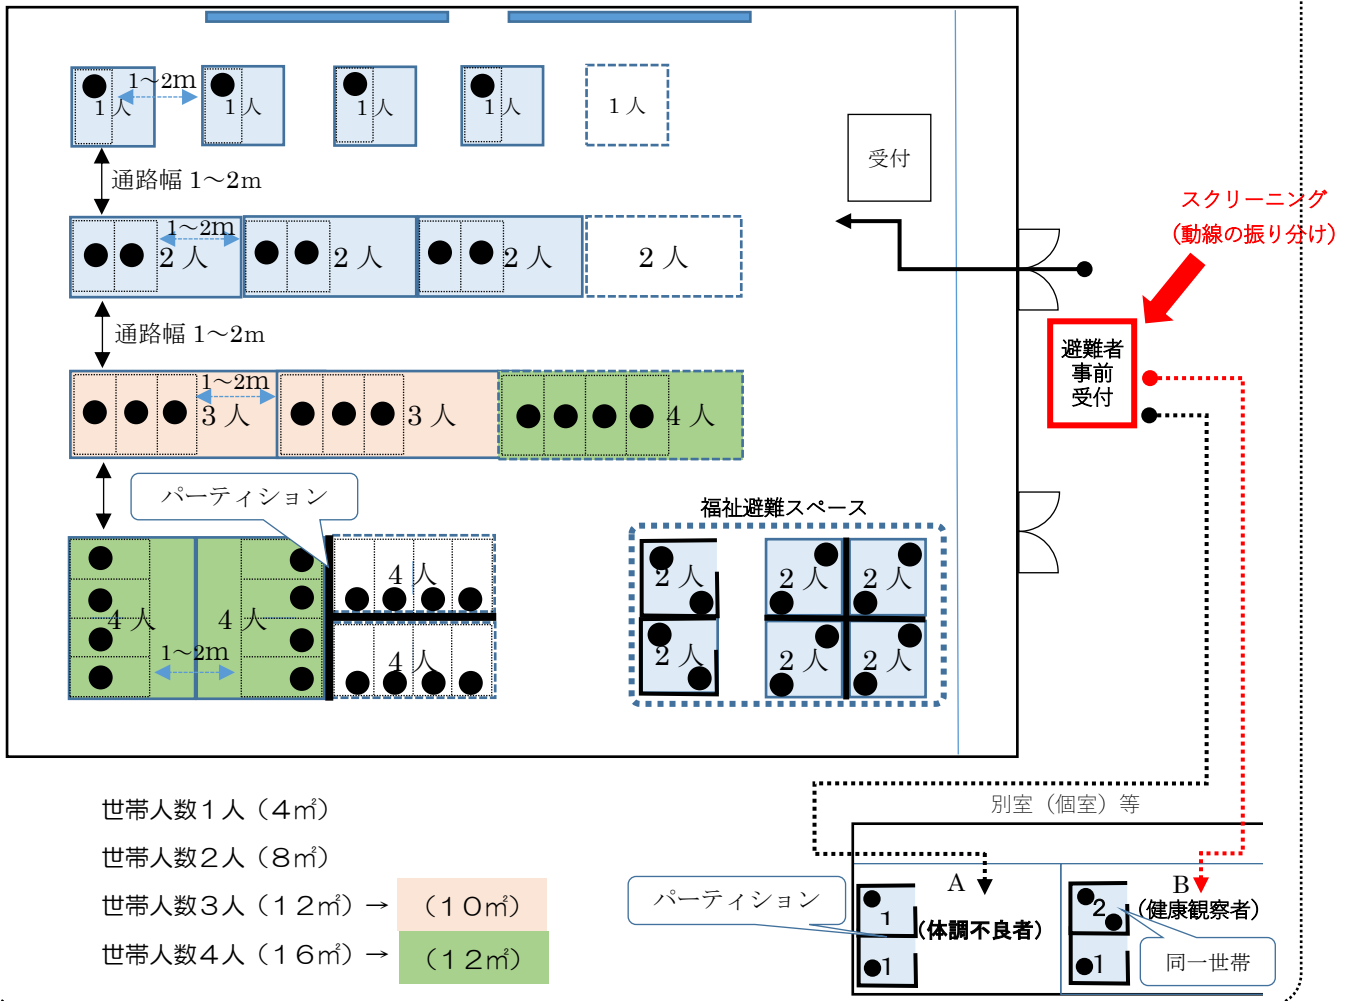 1～2m
1人
1人
1人
1人
1人
受付
通路幅 1～2m
スクリーニング
（動線の振り分け）
1～2m
2人
2人
2人
2人
通路幅 1～2m
避難者
事前
受付
1～2m
3人
3人
4人
パーティション
福祉避難スペース
4人
4人
1～2m
4人
4人
2人
2人
2人
2人
2人
2人
世帯人数１人（４㎡）
世帯人数２人（８㎡）
世帯人数３人（１２㎡）→ （１０㎡）
世帯人数４人（１６㎡）→ （１２㎡）
別室（個室）等
パーティション
A
(体調不良者)
1
1
B
(健康観察者)
2
1
同一世帯